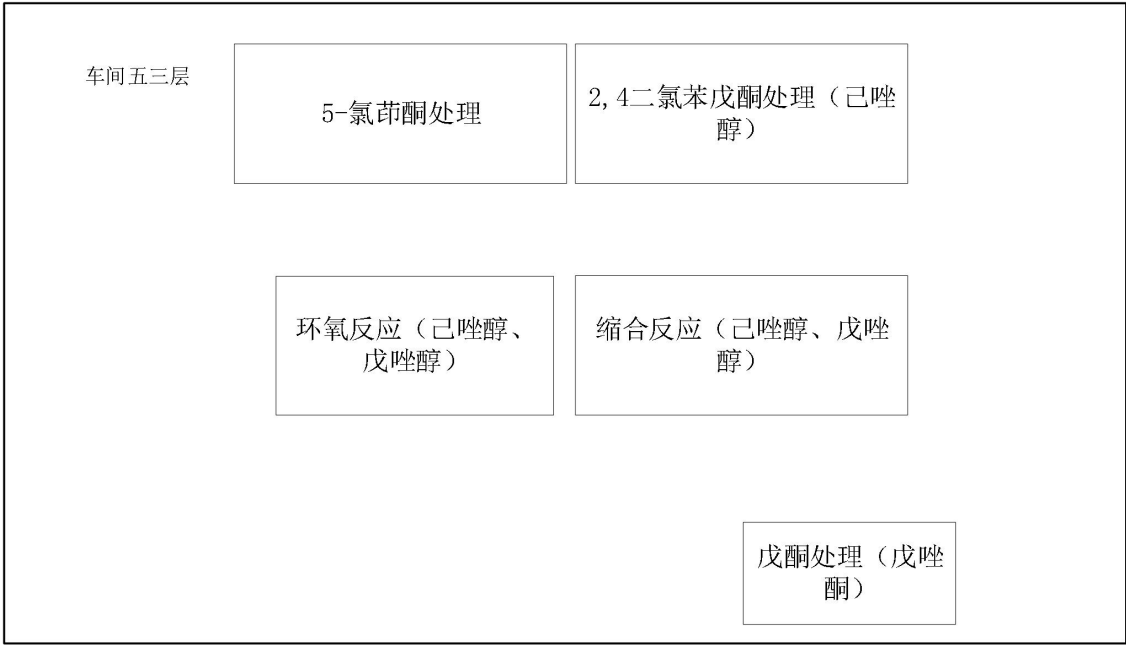 车间五三层
5-氯茚酮处理
2,4二氯苯戊酮处理（己唑
醇）
环氧反应（己唑醇、
戊唑醇）
缩合反应（己唑醇、戊唑
醇）
戊酮处理（戊唑
酮）